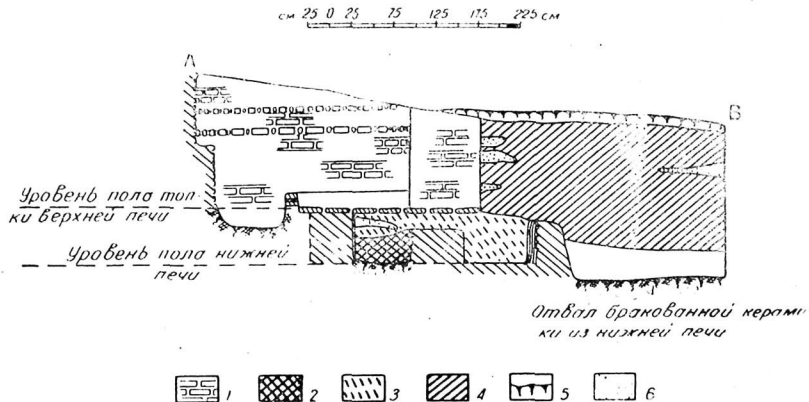 см 25 0 25 75 125 175 225 см
А
В
Уровень пола топ-
ки верхней печи
Уровень пола нижней
печи
Отвал бракованной керами
ки из нижней печи
1 2 3 4 5 6